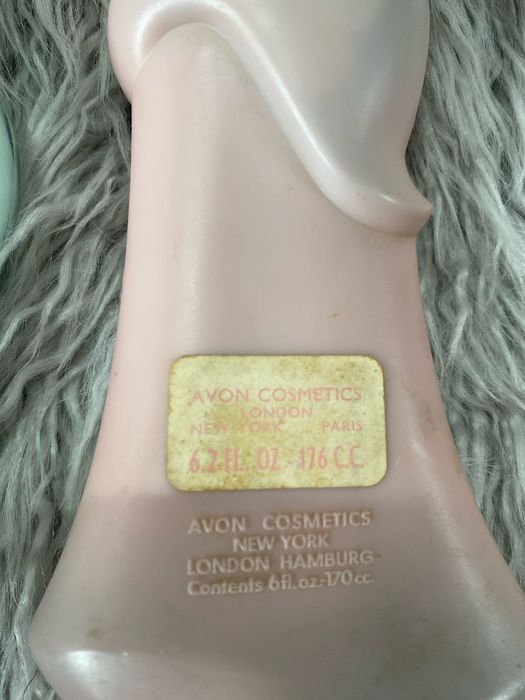 AVON COSMETICS
LONDON
NEW YORK PARIS
6.2 FL. OZ - 176 C.C.
AVON COSMETICS
NEW YORK
LONDON HAMBURG
Contents 6fl.oz-170cc.